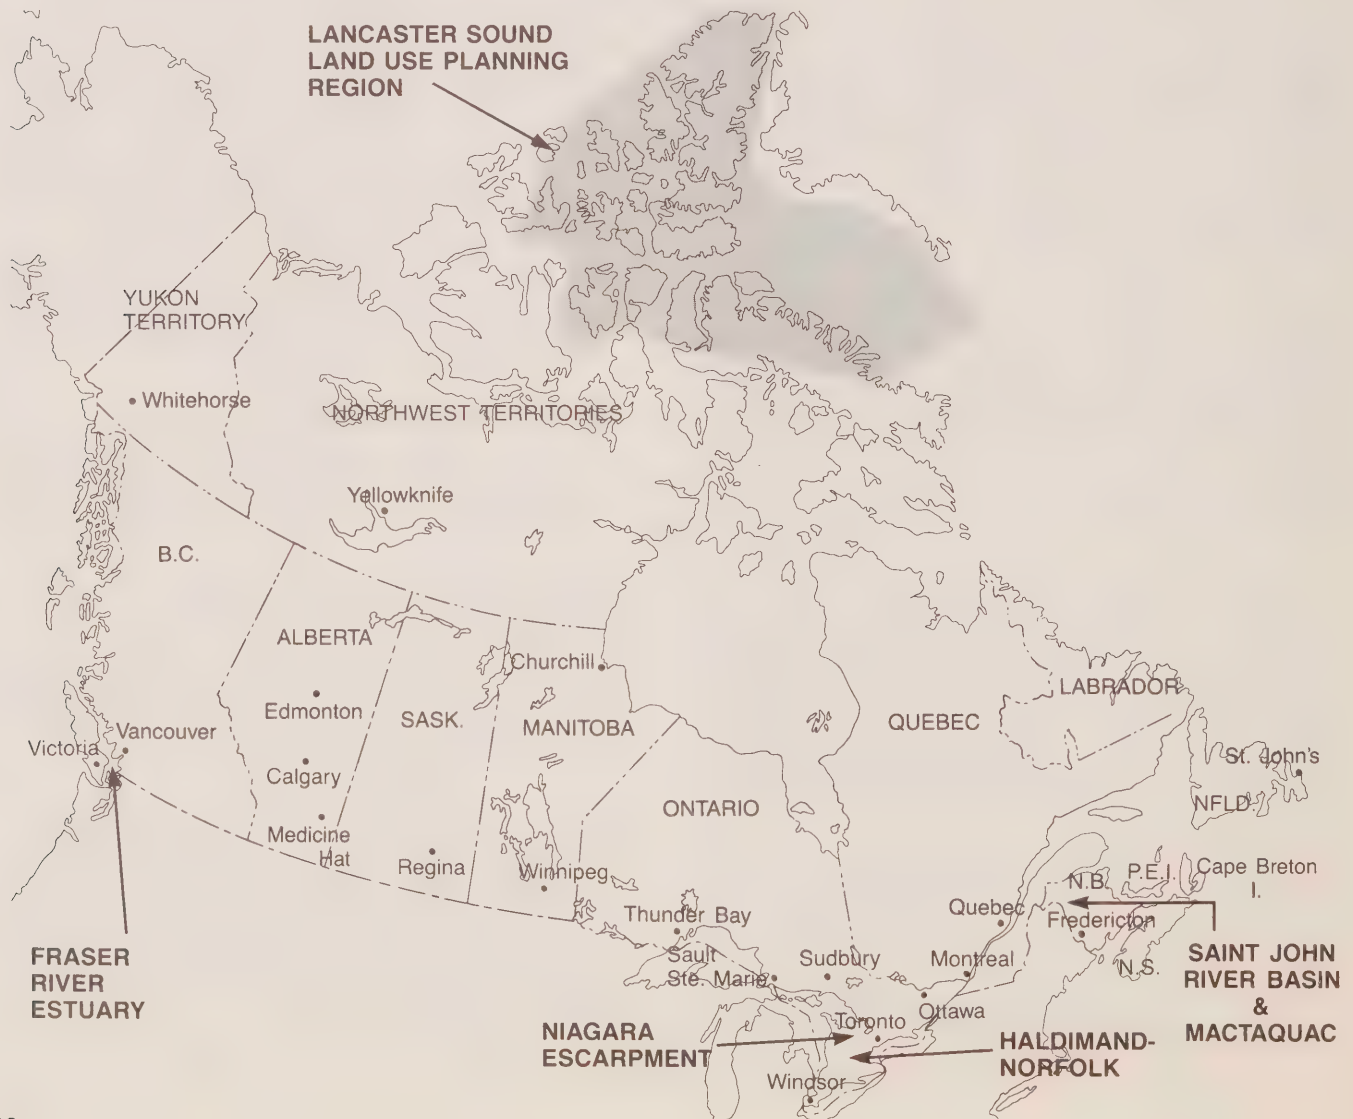 LANCASTER SOUND
LAND USE PLANNING
REGION
YUKON
TERRITORY
Whitehorse
NORTHWEST TERRITORIES
Yellowknife
B.C.
ALBERTA
Churchill
LABRADOR
Edmonton
SASK.
MANITOBA
QUEBEC
Vancouver
Victoria
St. John's
Calgary
NFLD.
ONTARIO
Medicine
Hat
Regina
Winnipeg
P.E.I.
Cape Breton
I.
N.B.
Quebec
Thunder Bay
Fredericton
FRASER
RIVER
ESTUARY
Sault
Ste. Marie
Sudbury
Montreal
N.S.
SAINT JOHN
RIVER BASIN
&
MACTAQUAC
Ottawa
Toronto
NIAGARA
ESCARPMENT
HALDIMAND-
NORFOLK
Windsor